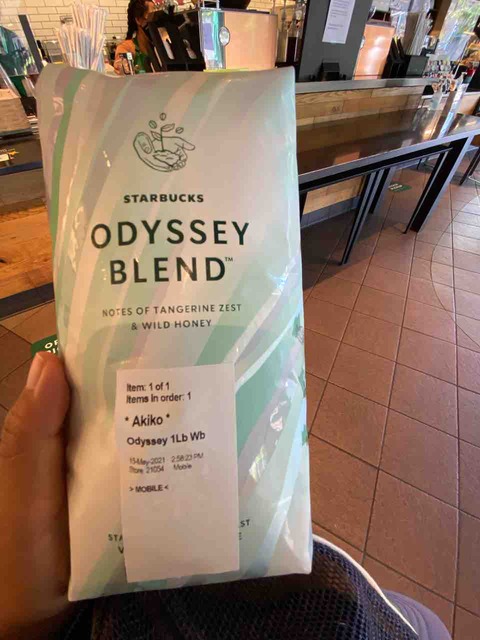 STARBUCKS
ODYSSEY
BLEND™
NOTES OF TANGERINE ZEST
& WILD HONEY
Item: 1 of 1
Items in order: 1
* Akiko *
Odyssey 1Lb Wb
15-May-2021 2:58:23 PM
Store: 21054 Mobile
> MOBILE <